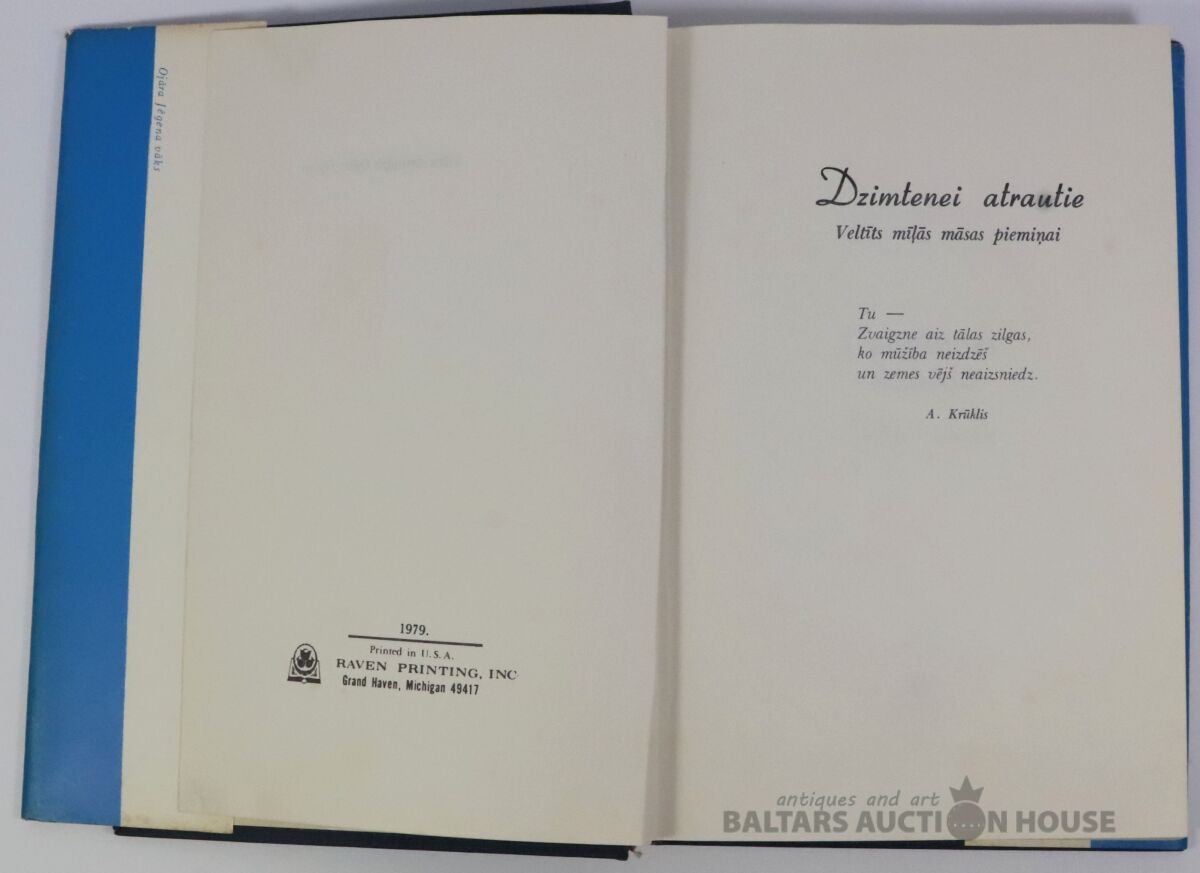 Ojāra Jēgena vāks
1979.
Printed in U.S.A.
RAVEN PRINTING, INC
Grand Haven, Michigan 49417
Dzimtenei atrautie
Veltīts mīļās māsas piemiņai
Tu —
Zvaigzne aiz tālas zilgas,
ko mūžība neizdzēš
un zemes vējš neaizsniedz.
A. Krūklis
antiques and art
BALTARS AUCTION HOUSE